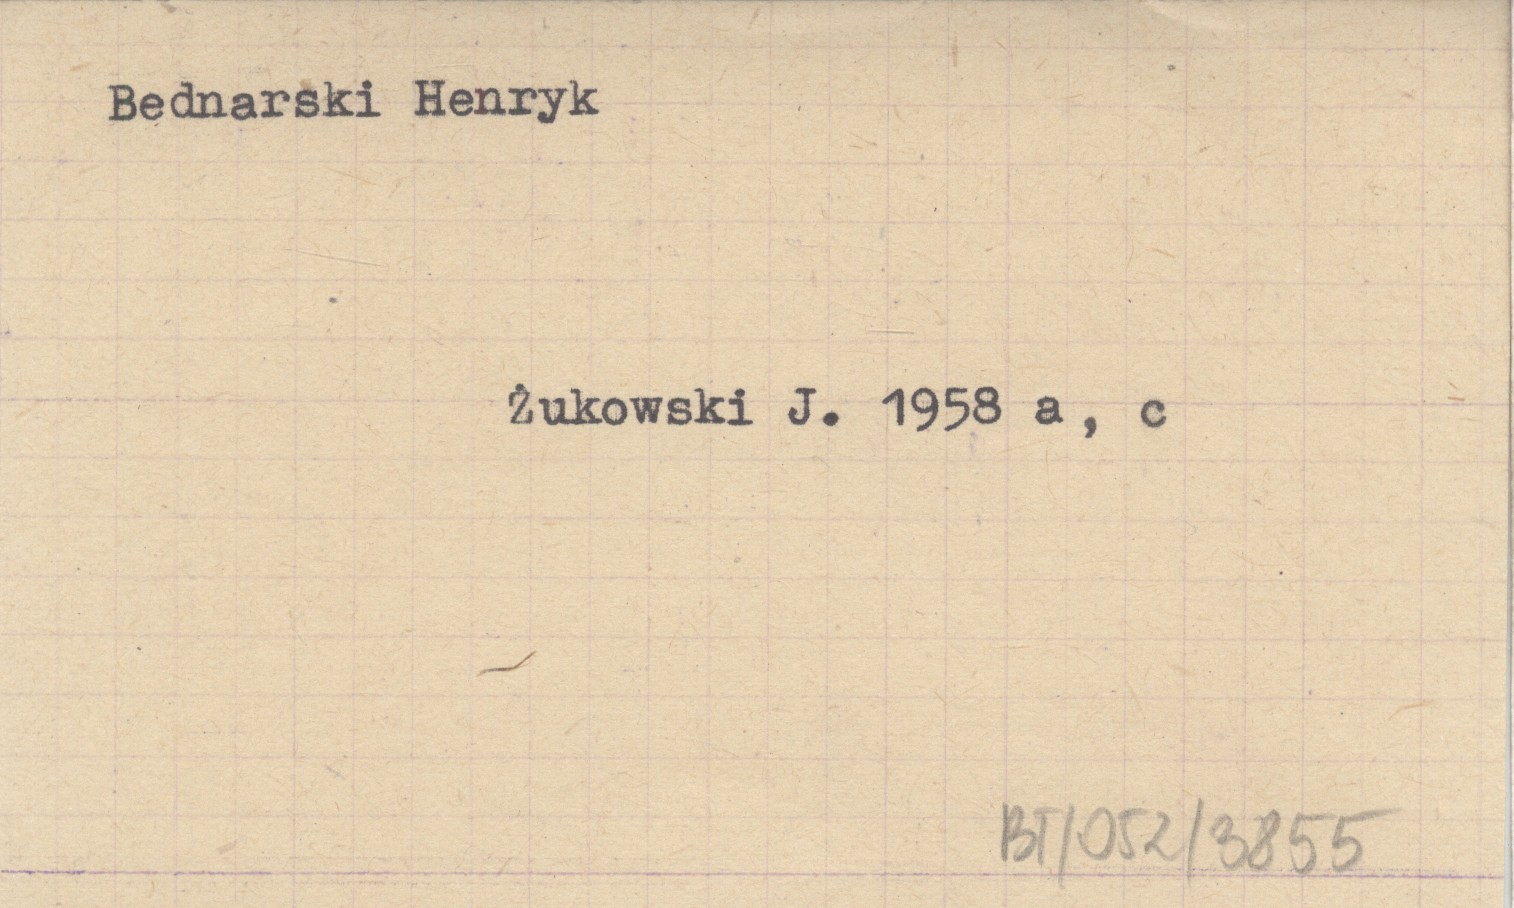 Bednarski Henryk
Żukowski J. 1958 a, c
BT/052/3855